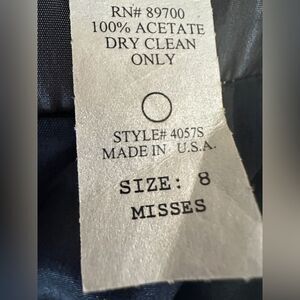 RN# 89700
100% ACETATE
DRY CLEAN
ONLY
STYLE# 4057S
MADE IN U.S.A.
SIZE: 8
MISSES